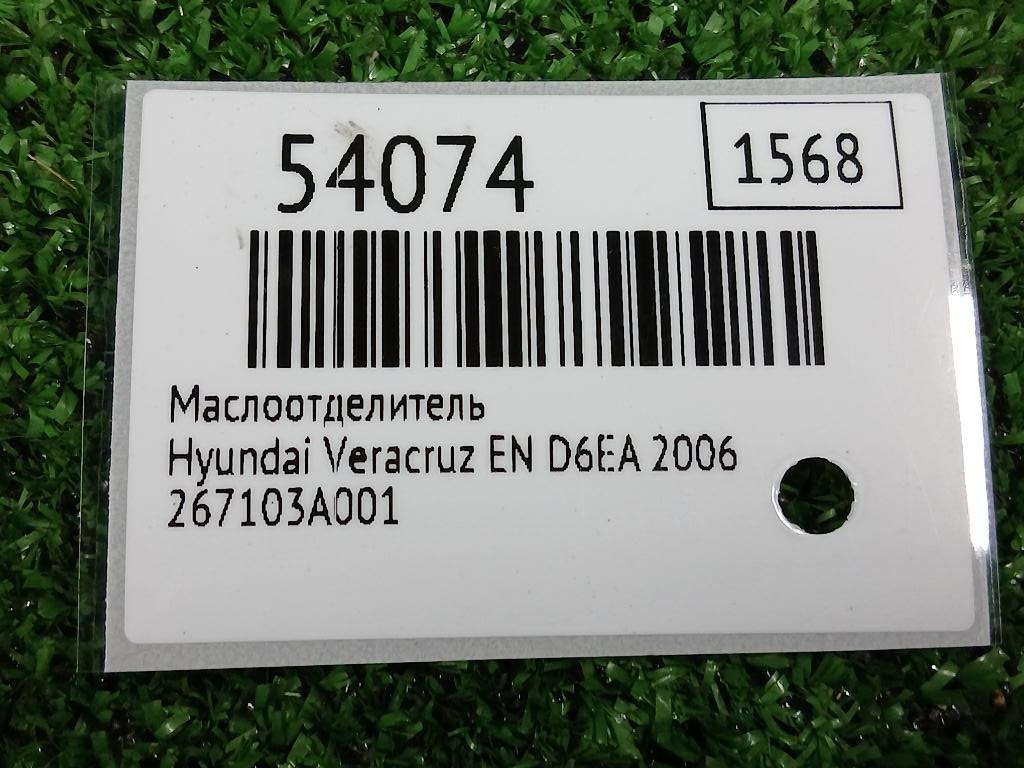 54074
1568
Маслоотделитель
Hyundai Veracruz EN D6EA 2006
267103A001